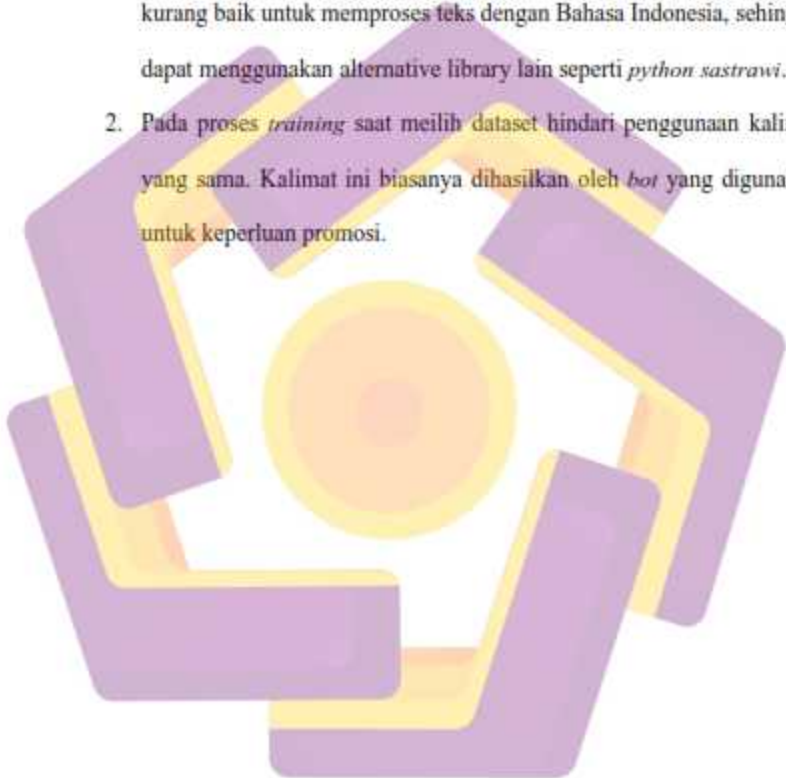 kurang baik untuk memproses teks dengan Bahasa Indonesia, sehin
dapat menggunakan alternative library lain seperti python sastrawi.
2. Pada proses training saat meilih dataset hindari penggunaan kali
yang sama. Kalimat ini biasanya dihasilkan oleh bot yang diguna
untuk keperluan promosi.